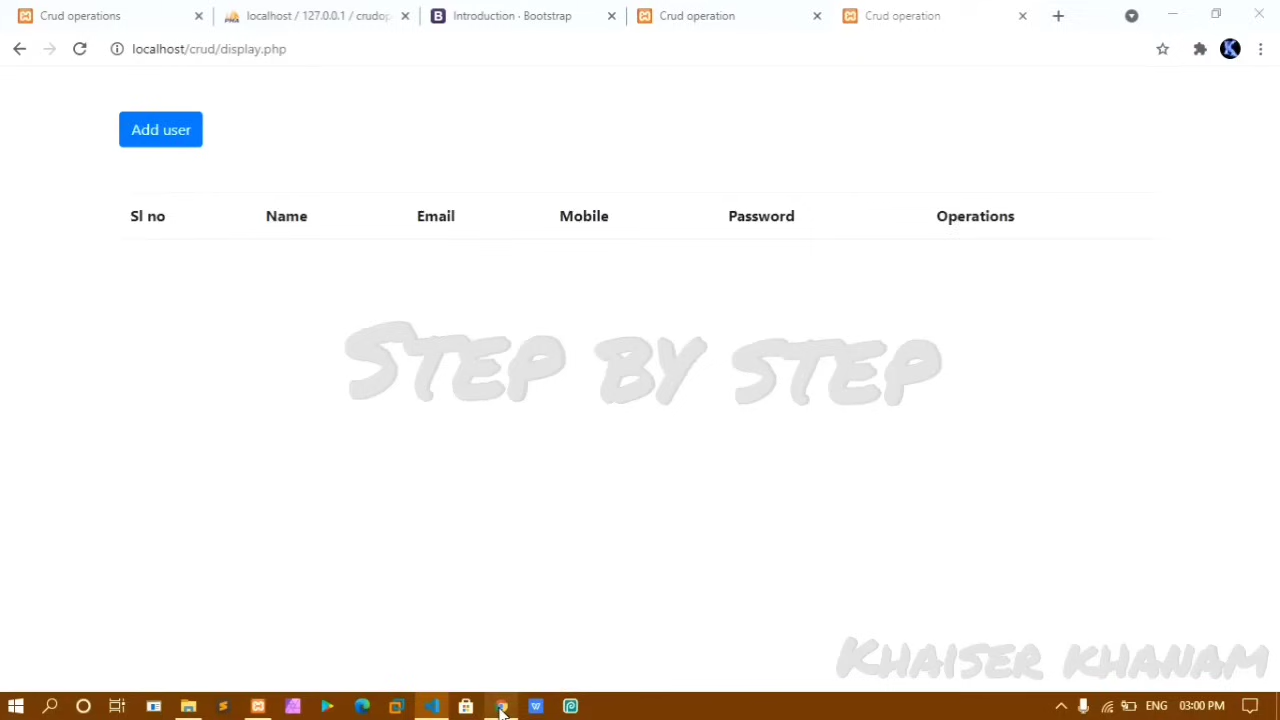 Crud operations
localhost / 127.0.0.1 / crudop
Introduction · Bootstrap
Crud operation
Crud operation
localhost/crud/display.php
Add user
Sl no Name Email Mobile Password Operations
Step by step
Khaiser khanam
ENG 03:00 PM